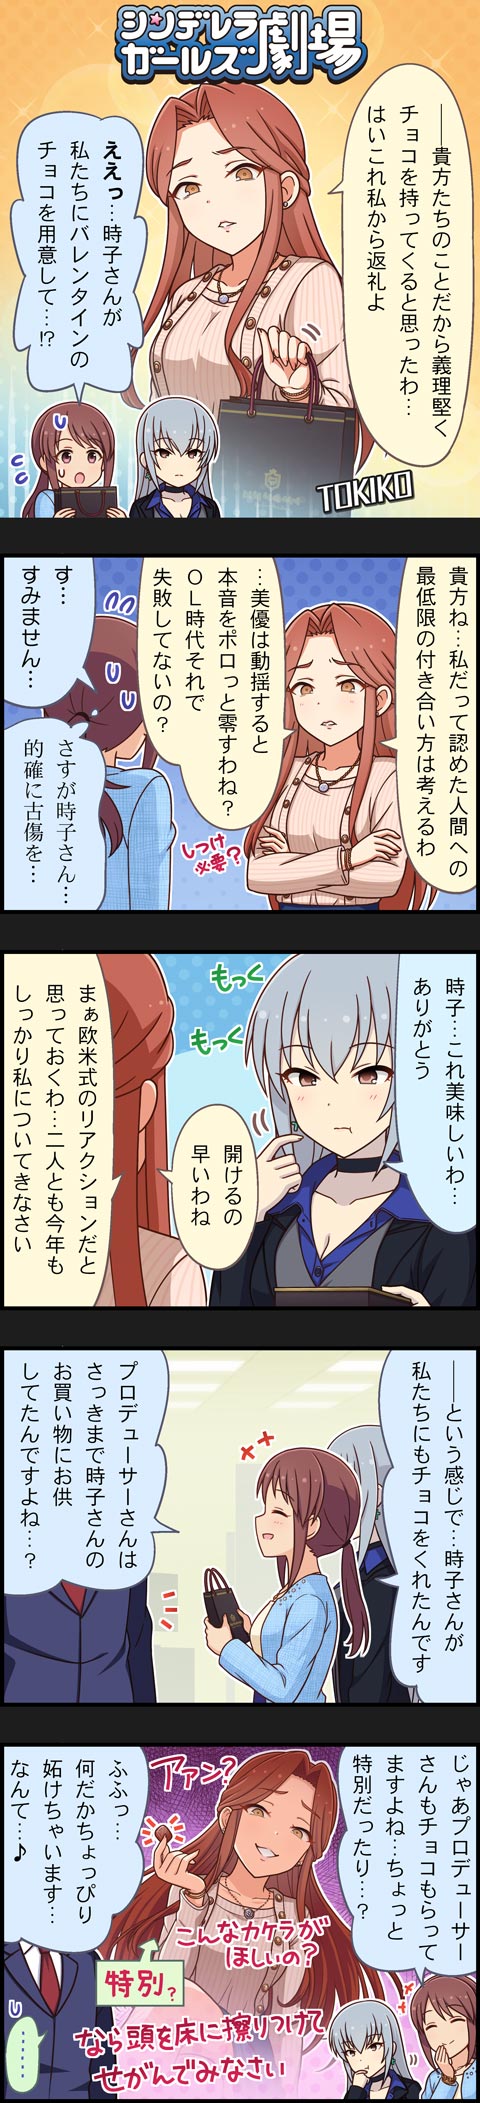 シンデレラ
ガールズ劇場
――貴方たちのことだから義理堅く
チョコを持ってくると思ったわ…
はいこれ私から返礼よ
ええっ…時子さんが
私たちにバレンタインの
チョコを用意して…!?
TOKIKO
貴方ね…私だって認めた人間への
最低限の付き合い方は考えるわ
…美優は動揺すると
本音をポロっと零すわね?
OL時代それで
失敗してないの?
しつけ
必要?
す…
すみません…
さすが時子さん…
的確に古傷を…
時子…これ美味しいわ…
ありがとう
もっく
もっく
開けるの
早いわね
まぁ欧米式のリアクションだと
思っておくわ…二人とも今年も
しっかり私についてきなさい
――という感じで…時子さんが
私たちにもチョコをくれたんです
プロデューサーさんは
さっきまで時子さんの
お買い物にお供
してたんですよね…?
じゃあプロデューサー
さんもチョコもらって
ますよね…ちょっと
特別だったり…?
アァン?
こんなカケラが
ほしいの?
特別?
なら頭を床に擦りつけて
せがんでみなさい
ふふっ…
何だかちょっぴり
妬けちゃいます…
なんて…♪
……